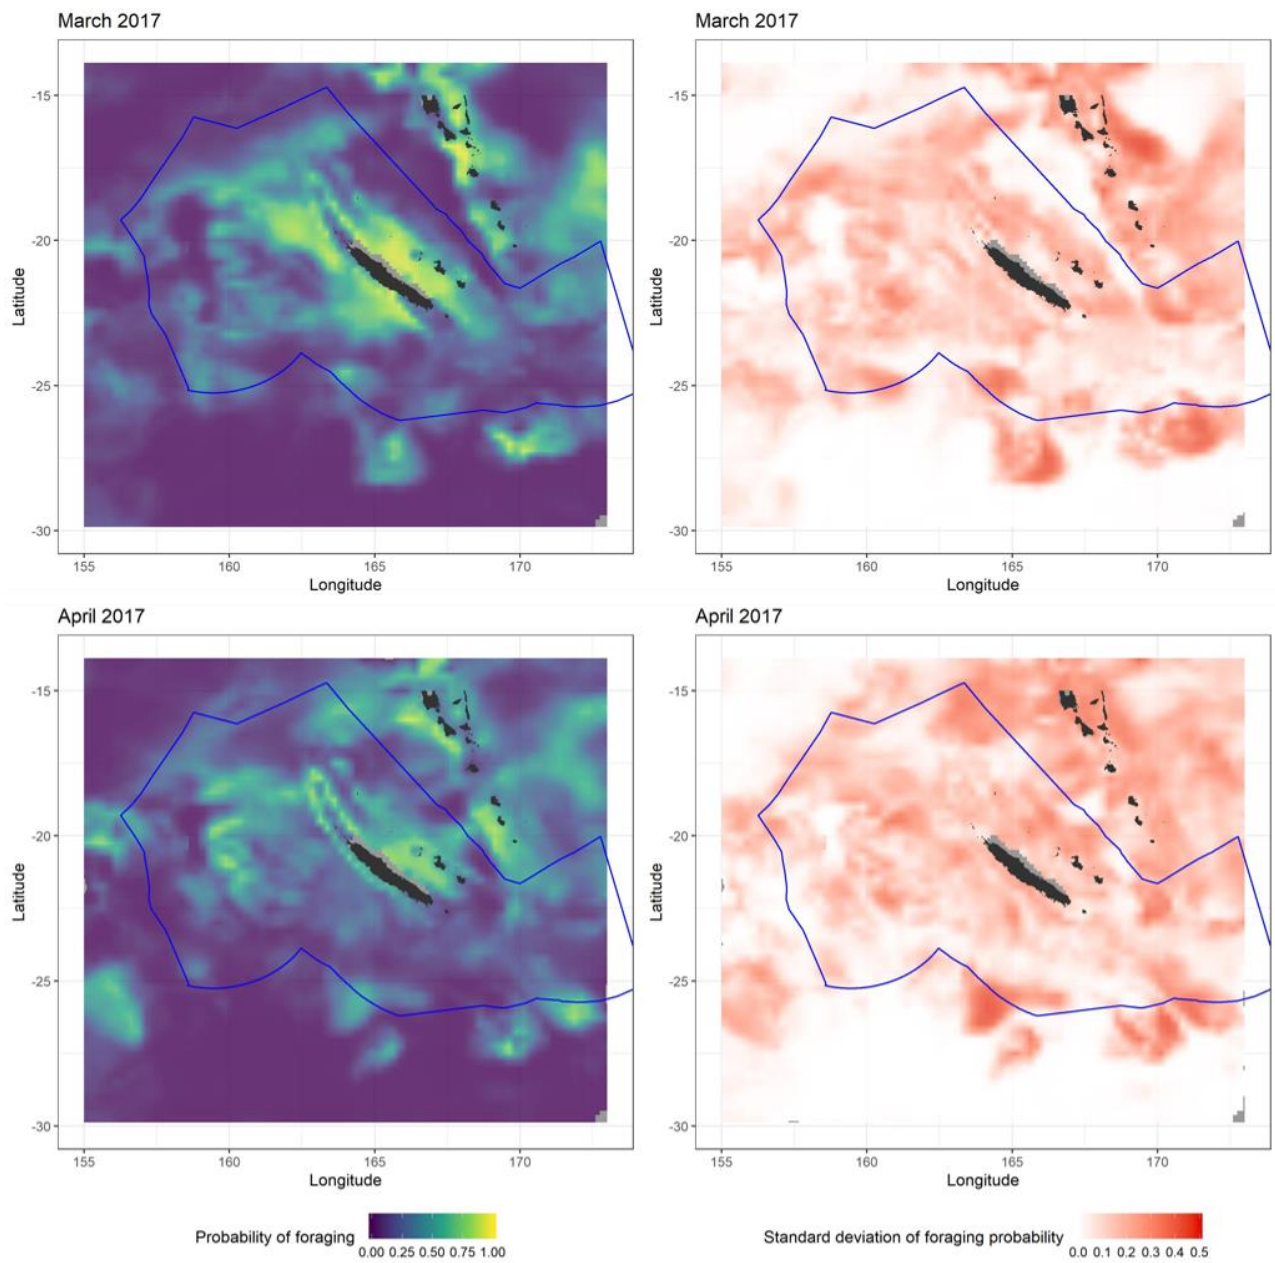 March 2017
March 2017
-15
-20
-25
-30
Latitude
155 160 165 170
Longitude
-15
-20
-25
-30
Latitude
155 160 165 170
Longitude
April 2017
April 2017
-15
-20
-25
-30
Latitude
155 160 165 170
Longitude
-15
-20
-25
-30
Latitude
155 160 165 170
Longitude
Probability of foraging
0.00 0.25 0.50 0.75 1.00
Standard deviation of foraging probability
0.0 0.1 0.2 0.3 0.4 0.5